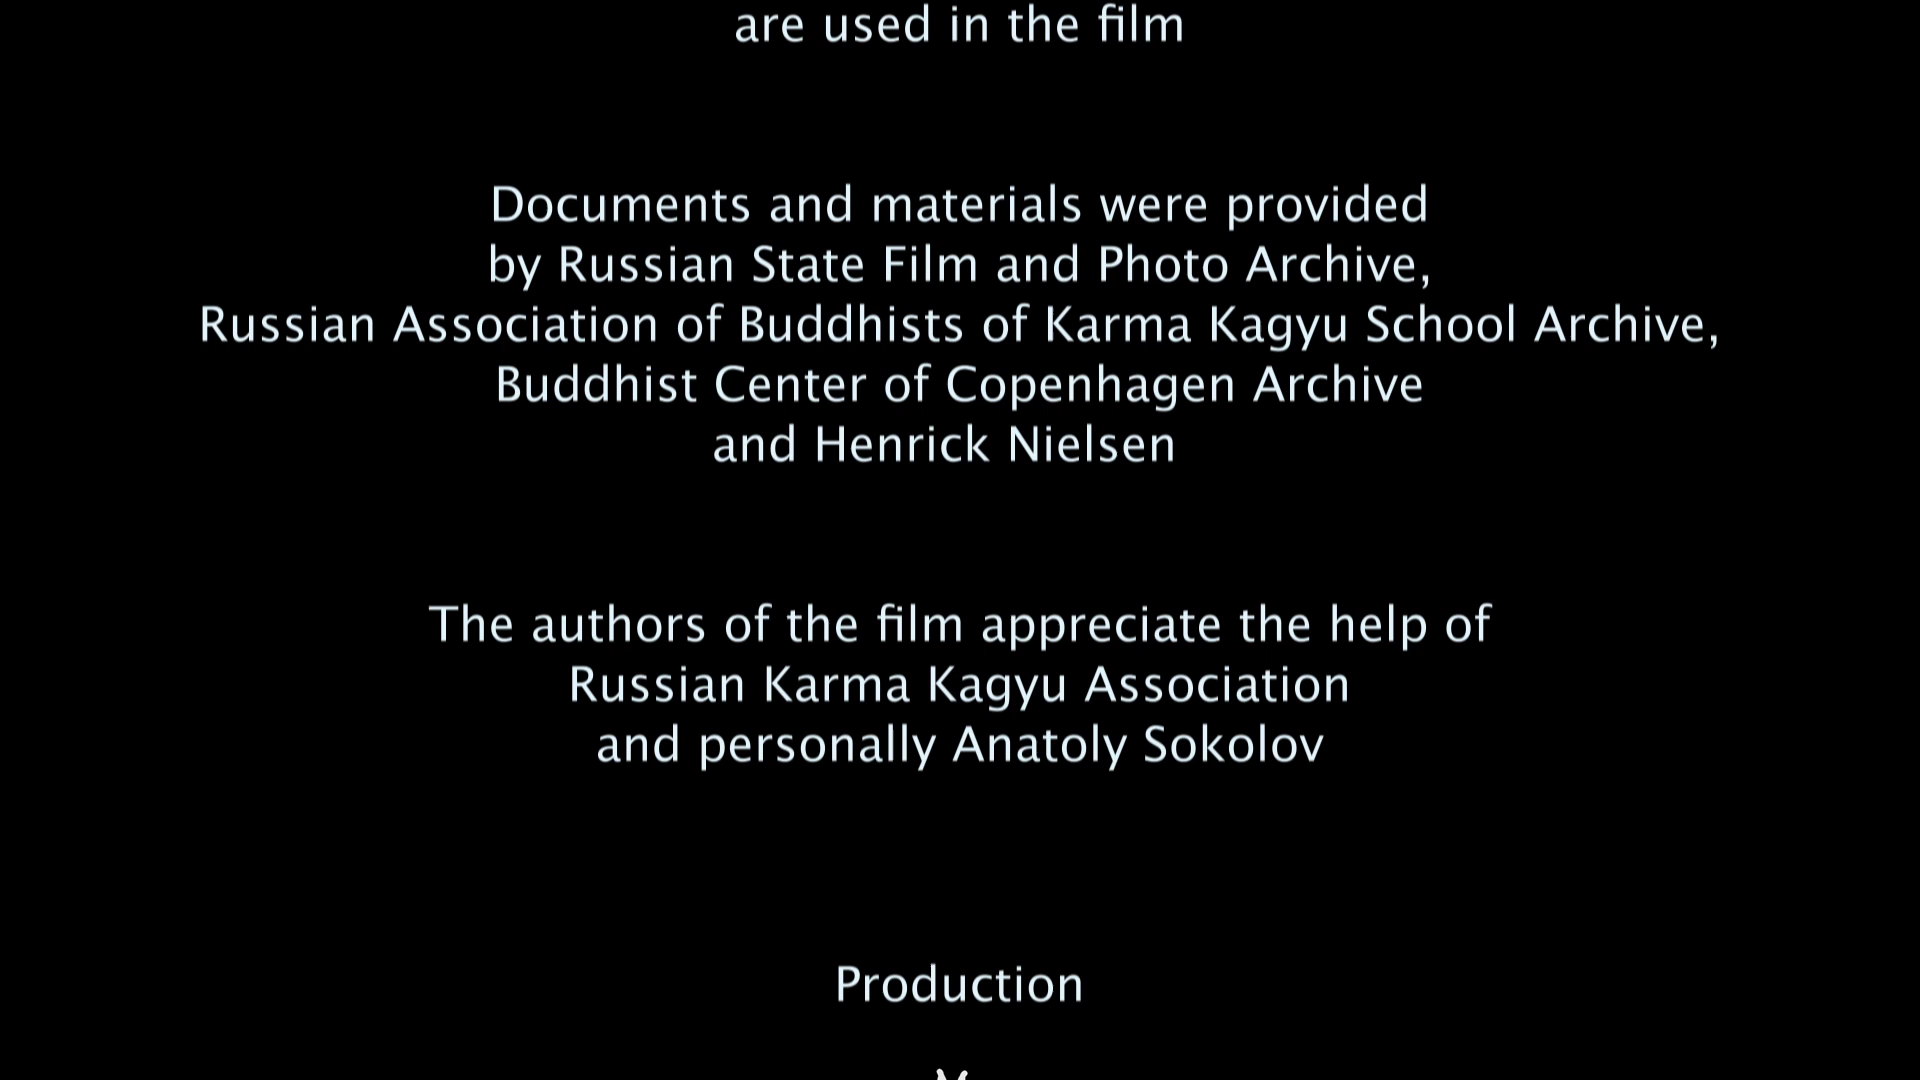 are used in the film
Documents and materials were provided
by Russian State Film and Photo Archive,
Russian Association of Buddhists of Karma Kagyu School Archive,
Buddhist Center of Copenhagen Archive
and Henrick Nielsen
The authors of the film appreciate the help of
Russian Karma Kagyu Association
and personally Anatoly Sokolov
Production